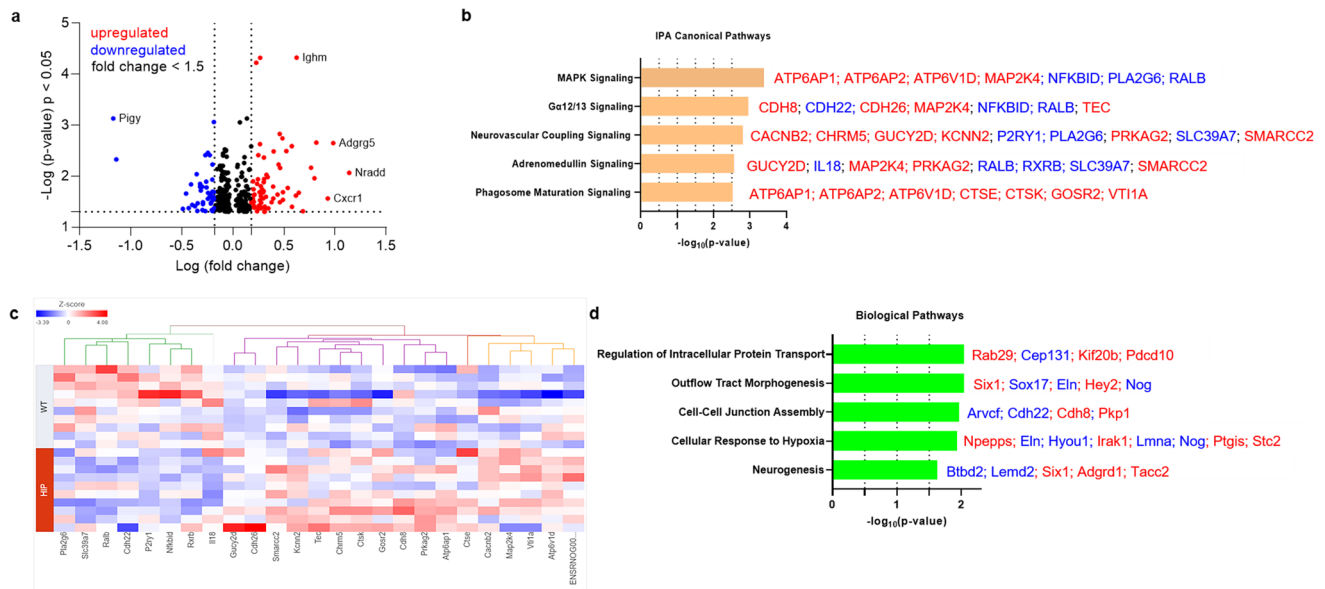 a
upregulated
downregulated
fold change < 1.5
-Log (p-value) p < 0.05
5
4
3
2
1
Ighm
Pigy
Adgrg5
Nradd
Cxcr1
-1.5
-1.0
-0.5
0.0
0.5
1.0
1.5
Log (fold change)
b
IPA Canonical Pathways
MAPK Signaling
ATP6AP1; ATP6AP2; ATP6V1D; MAP2K4; NFKBID; PLA2G6; RALB
Gα12/13 Signaling
CDH8; CDH22; CDH26; MAP2K4; NFKBID; RALB; TEC
Neurovascular Coupling Signaling
CACNB2; CHRM5; GUCY2D; KCNN2; P2RY1; PLA2G6; PRKAG2; SLC39A7; SMARCC2
Adrenomedullin Signaling
GUCY2D; IL18; MAP2K4; PRKAG2; RALB; RXRB; SLC39A7; SMARCC2
Phagosome Maturation Signaling
ATP6AP1; ATP6AP2; ATP6V1D; CTSE; CTSK; GOSR2; VTI1A
0
1
2
3
4
-log10(p-value)
c
Z-score
-3.39
0
4.06
WT
HIP
Pla2g6
Slc39a7
Ralb
Cdh22
P2ry1
Nfkbid
Rxrb
Il18
Gucy2d
Cdh26
Smarcc2
Kcnn2
Tec
Chrm5
Ctsk
Gosr2
Cdh8
Prkag2
Atp6ap1
Ctse
Cacnb2
Map2k4
Vti1a
Atp6v1d
ENSRNOG00...
d
Biological Pathways
Regulation of Intracellular Protein Transport
Rab29; Cep131; Kif20b; Pdcd10
Outflow Tract Morphogenesis
Six1; Sox17; Eln; Hey2; Nog
Cell-Cell Junction Assembly
Arvcf; Cdh22; Cdh8; Pkp1
Cellular Response to Hypoxia
Npepps; Eln; Hyou1; Irak1; Lmna; Nog; Ptgis; Stc2
Neurogenesis
Btbd2; Lemd2; Six1; Adgrd1; Tacc2
0
1
2
-log10(p-value)